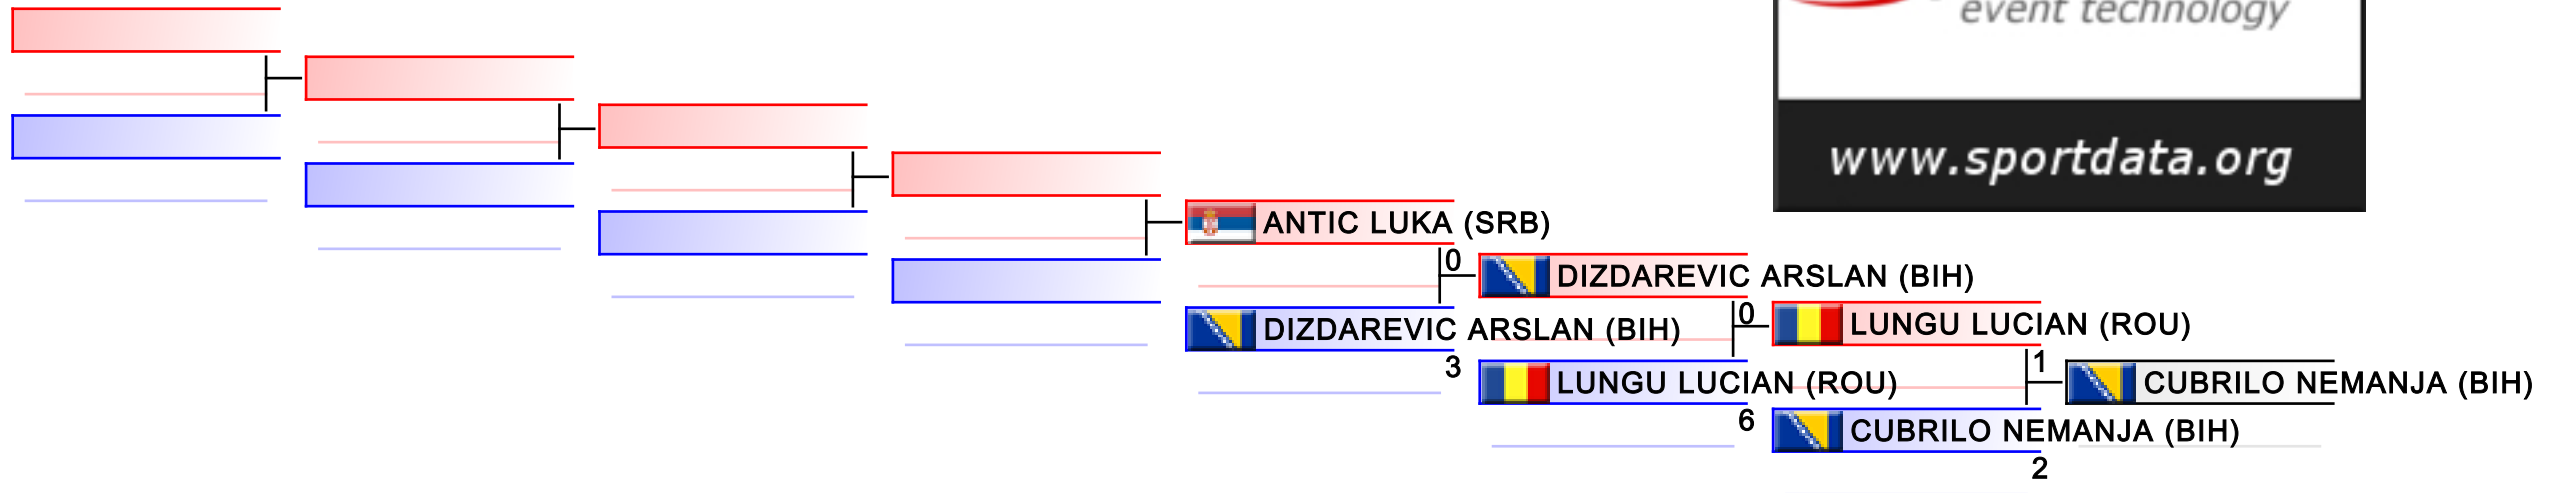 event technology
www.sportdata.org
ANTIC LUKA (SRB)
0
DIZDAREVIC ARSLAN (BIH)
DIZDAREVIC ARSLAN (BIH)
3
0
LUNGU LUCIAN (ROU)
LUNGU LUCIAN (ROU)
6
1
CUBRILO NEMANJA (BIH)
CUBRILO NEMANJA (BIH)
2